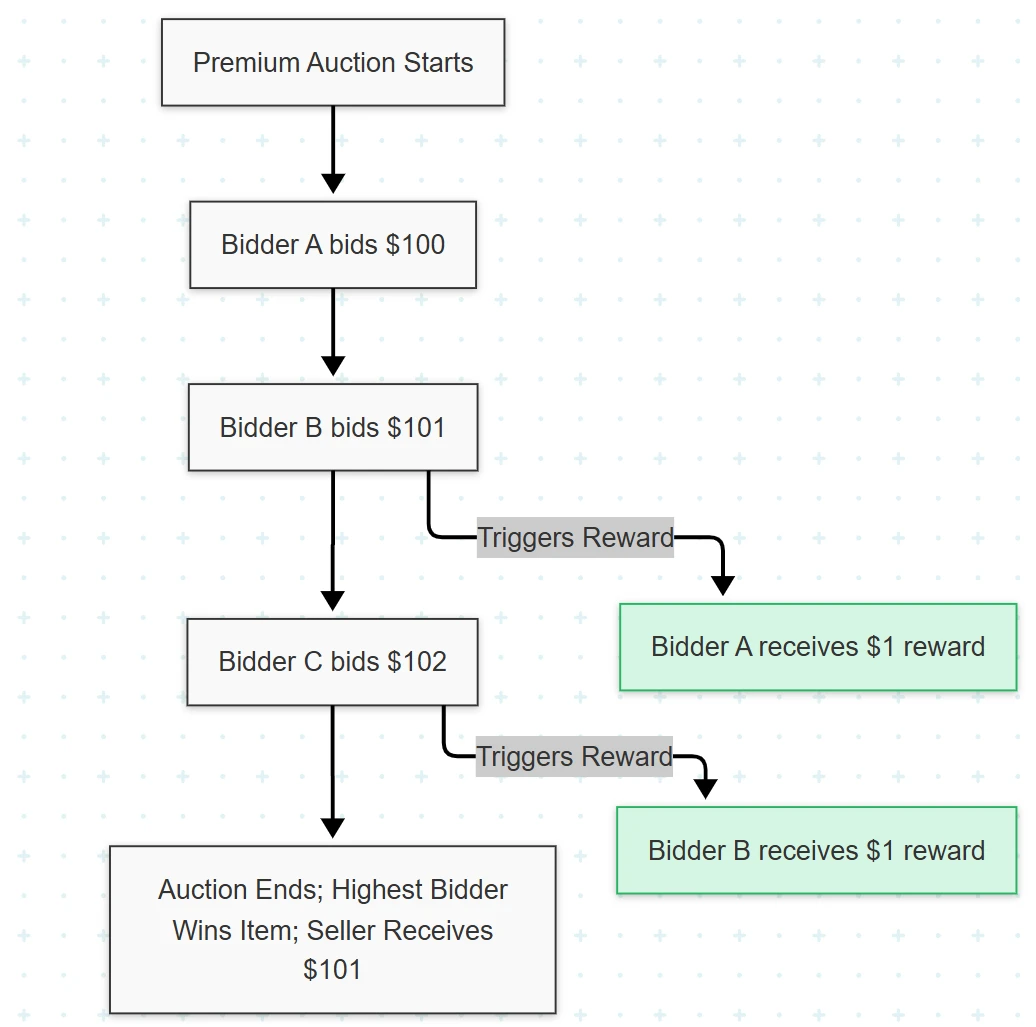 Premium Auction Starts
Bidder A bids $100
Bidder B bids $101
Triggers Reward
Bidder A receives $1 reward
Bidder C bids $102
Triggers Reward
Bidder B receives $1 reward
Auction Ends; Highest Bidder
Wins Item; Seller Receives
$101